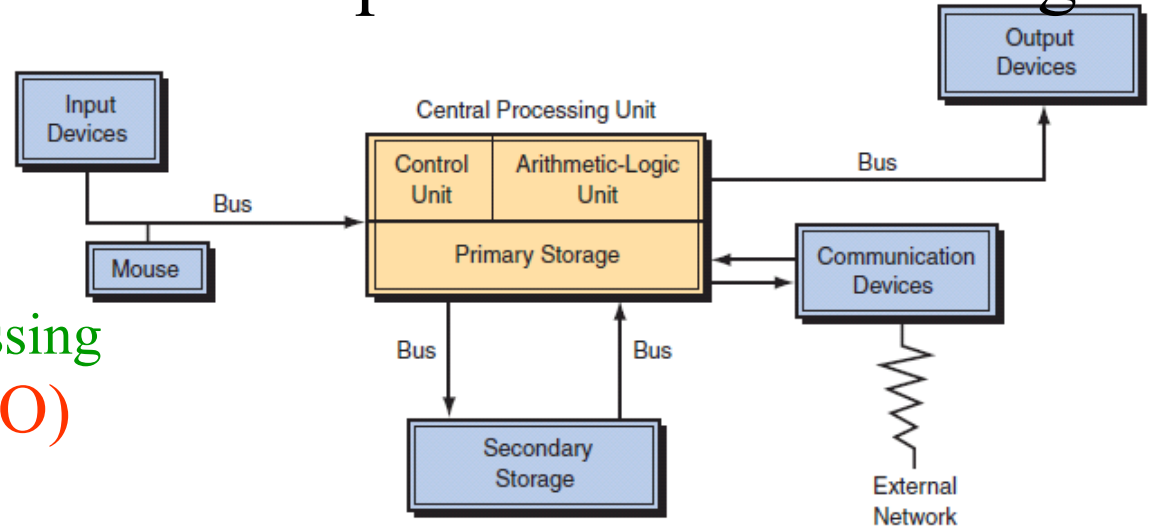 Output
Devices
Input
Devices
Central Processing Unit
Control
Unit
Arithmetic-Logic
Unit
Bus
Bus
Primary Storage
Communication
Devices
Mouse
ssing
O)
Bus
Bus
Secondary
Storage
External
Network